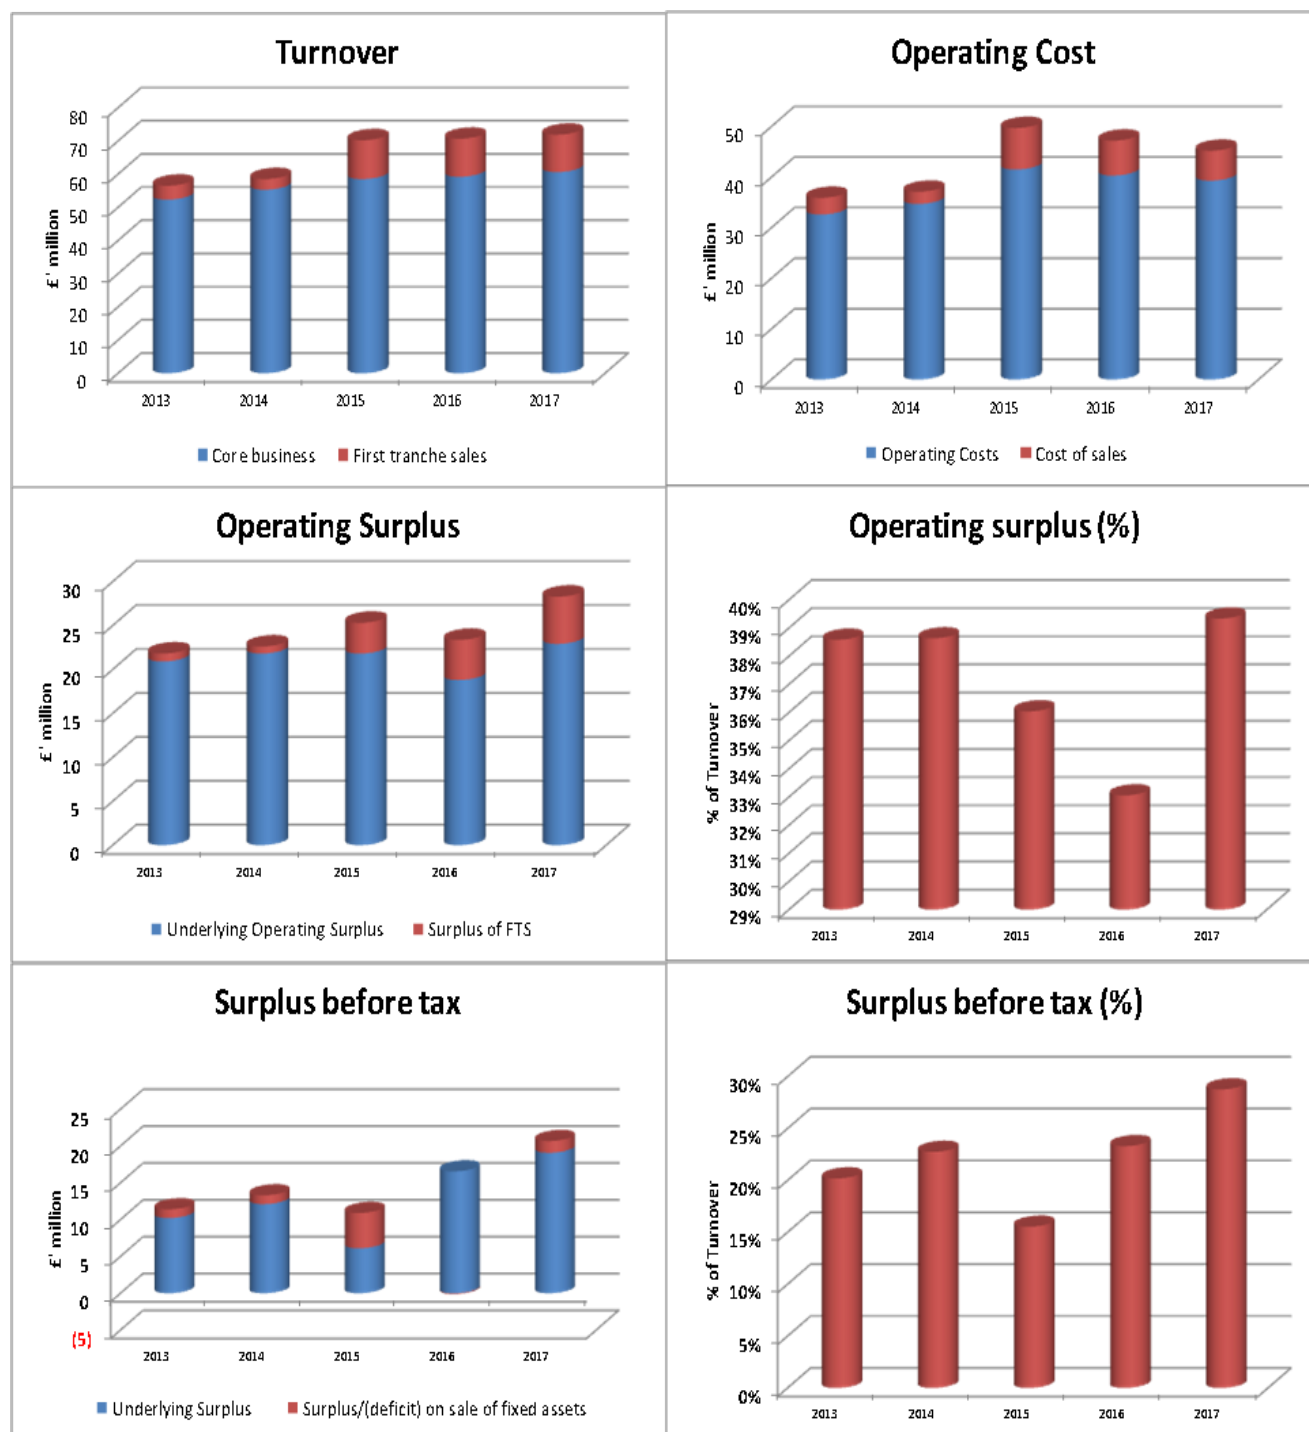 Turnover
80
70
60
50
40
30
20
10
0
£' million
2013 2014 2015 2016 2017
Core business First tranche sales
Operating Cost
50
40
30
20
10
0
£' million
2013 2014 2015 2016 2017
Operating Costs Cost of sales
Operating Surplus
30
25
20
15
10
5
0
£' million
2013 2014 2015 2016 2017
Underlying Operating Surplus Surplus of FTS
Operating surplus (%)
40%
39%
38%
37%
36%
35%
34%
33%
32%
31%
30%
29%
% of Turnover
2013 2014 2015 2016 2017
Surplus before tax
25
20
15
10
5
0
(5)
£' million
2013 2014 2015 2016 2017
Underlying Surplus Surplus/(deficit) on sale of fixed assets
Surplus before tax (%)
30%
25%
20%
15%
10%
5%
0%
% of Turnover
2013 2014 2015 2016 2017